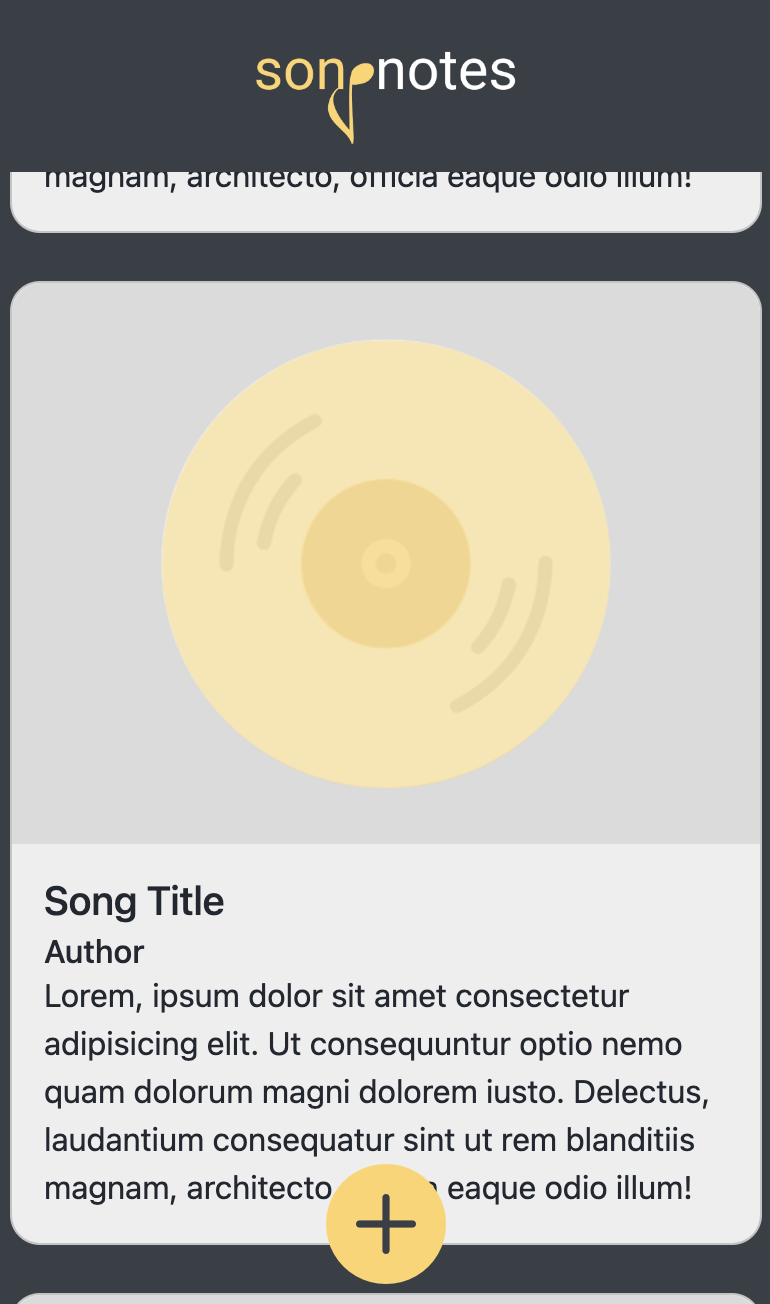 songnotes
magnam, architecto, officia eaque odio illum!
Song Title
Author
Lorem, ipsum dolor sit amet consectetur
adipisicing elit. Ut consequuntur optio nemo
quam dolorum magni dolorem iusto. Delectus,
laudantium consequatur sint ut rem blanditiis
magnam, architecto eaque odio illum!